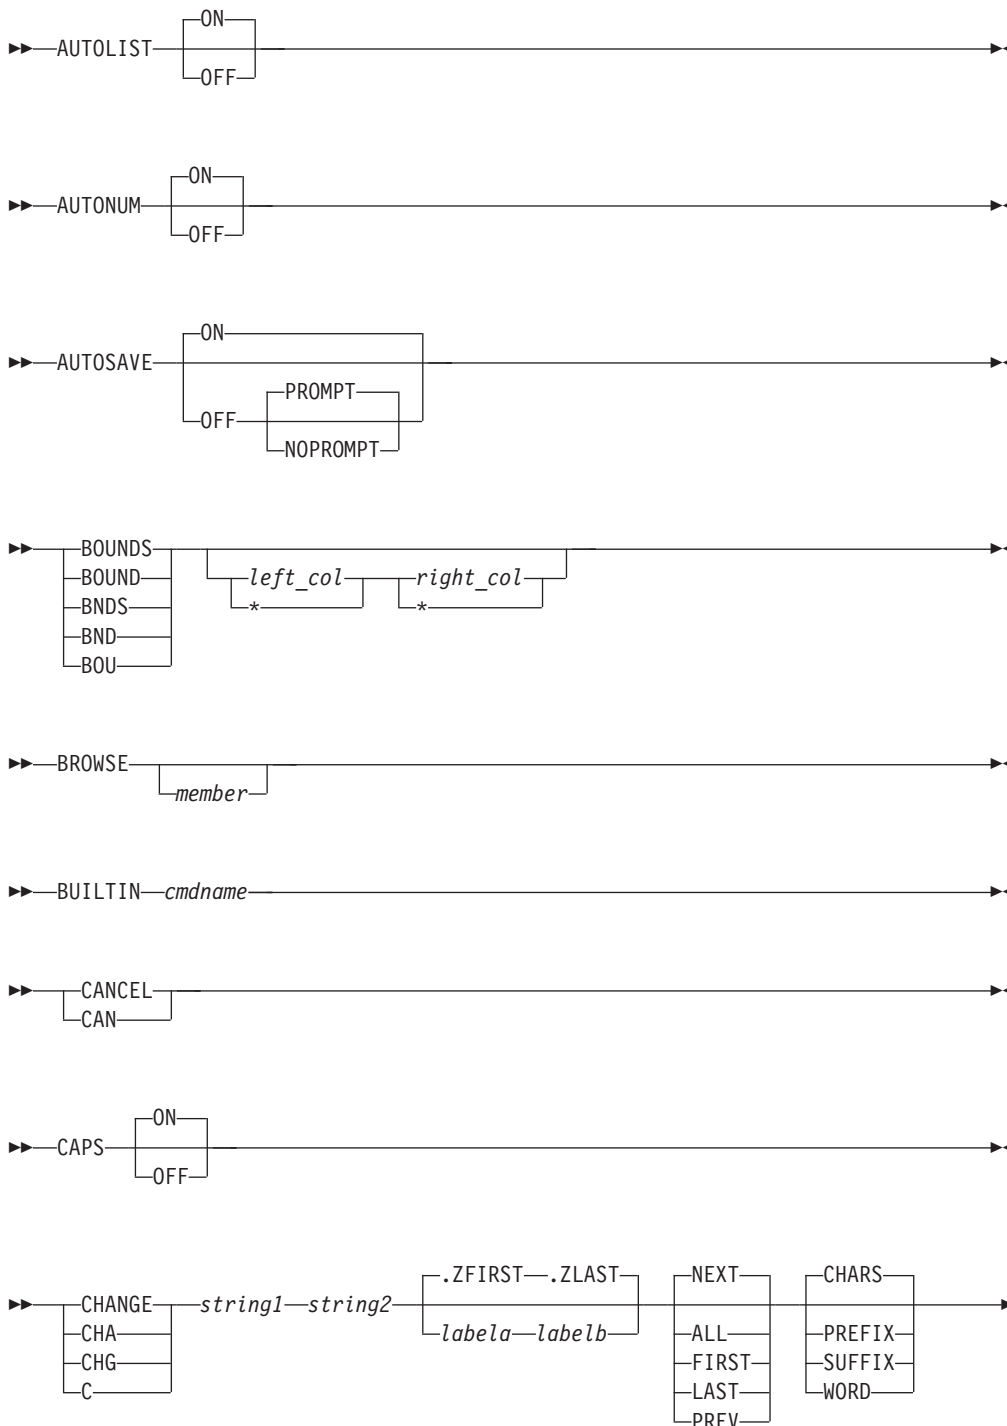 ON
AUTOLIST
OFF
ON
AUTONUM
OFF
ON
AUTOSAVE
PROMPT
OFF
NOPROMPT
BOUNDS
BOUND left_col right_col
BNDS * *
BND
BOU
BROWSE
member
BUILTIN cmdname
CANCEL
CAN
ON
CAPS
OFF
.ZFIRST .ZLAST NEXT CHARS
CHANGE string1 string2
CHA labela labelb ALL PREFIX
CHG FIRST SUFFIX
C LAST WORD
PREV